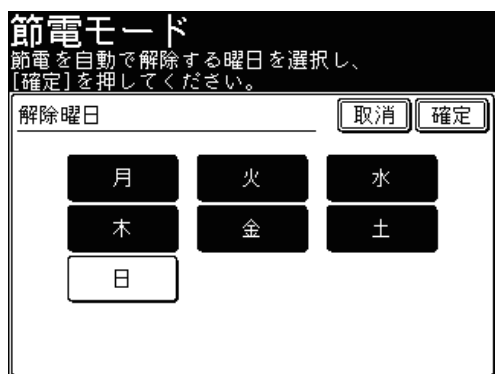 節電モード
節電を自動で解除する曜日を選択し、
[確定]を押してください。
解除曜日 取消 確定
月 火 水
木 金 土
日